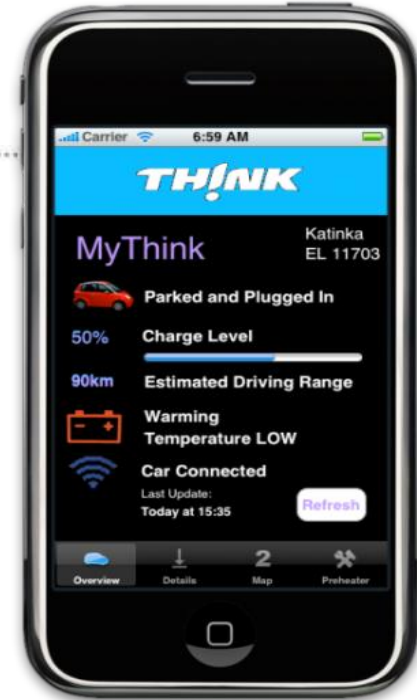 Carrier 6:59 AM
TH!NK
MyThink
Katinka
EL 11703
Parked and Plugged In
50% Charge Level
90km Estimated Driving Range
Warming
Temperature LOW
Car Connected
Last Update:
Today at 15:35
Refresh
Overview Details 2 Map Preheater